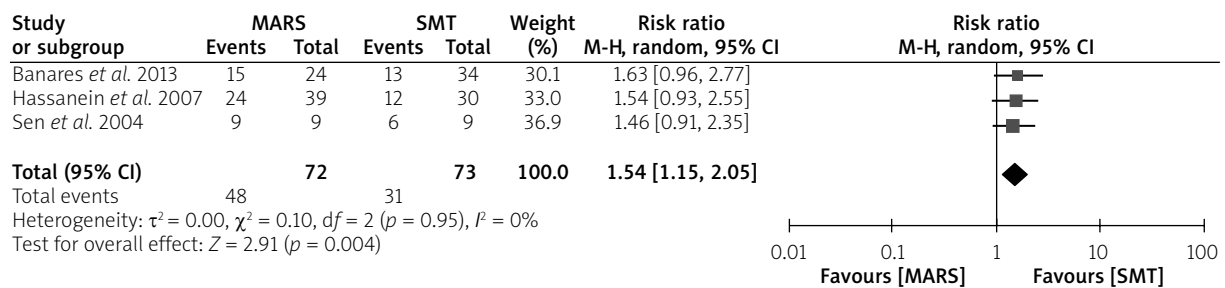 Study MARS SMT Weight Risk ratio Risk ratio
or subgroup Events Total Events Total (%) M-H, random, 95% CI M-H, random, 95% CI
Banares et al. 2013 15 24 13 34 30.1 1.63 [0.96, 2.77]
Hassanein et al. 2007 24 39 12 30 33.0 1.54 [0.93, 2.55]
Sen et al. 2004 9 9 6 9 36.9 1.46 [0.91, 2.35]
Total (95% CI) 72 73 100.0 1.54 [1.15, 2.05]
Total events 48 31
Heterogeneity: τ² = 0.00, χ² = 0.10, df = 2 (p = 0.95), I² = 0%
Test for overall effect: Z = 2.91 (p = 0.004)
0.01 0.1 1 10 100
Favours [MARS] Favours [SMT]